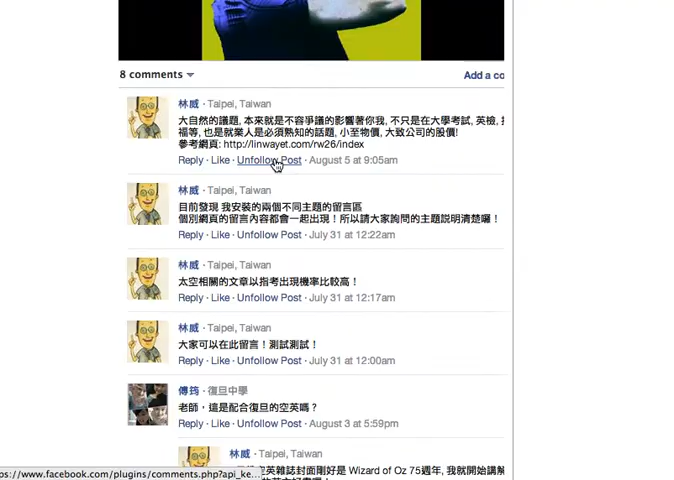 8 comments
Add a co
林威 · Taipei, Taiwan
大自然的議題, 本來就是不容爭議的影響著你我, 不只是在大學考試, 英檢,
福等, 也是就業人是必須熟知的話題, 小至物價, 大致公司的股價!
參考網頁: http://linwayet.com/rw26/index
Reply · Like · Unfollow Post · August 5 at 9:05am
林威 · Taipei, Taiwan
目前發現 我安裝的兩個不同主題的留言區
個別網頁的留言內容都會一起出現！所以請大家詢問的主題說明清楚囉！
Reply · Like · Unfollow Post · July 31 at 12:22am
林威 · Taipei, Taiwan
太空相關的文章以指考出現機率比較高！
Reply · Like · Unfollow Post · July 31 at 12:17am
林威 · Taipei, Taiwan
大家可以在此留言！測試測試！
Reply · Like · Unfollow Post · July 31 at 12:00am
傅筠 · 復旦中學
老師，這是配合復旦的空英嗎？
Reply · Like · Unfollow Post · August 3 at 5:59pm
林威 · Taipei, Taiwan
空英雜誌封面剛好是 Wizard of Oz 75週年, 我就開始講解
ps://www.facebook.com/plugins/comments.php?api_ke...